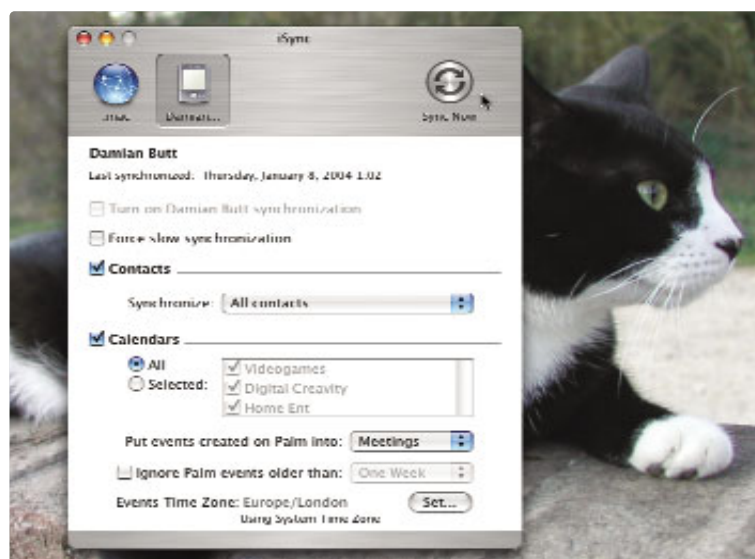 iSync
.mac
Damian...
Sync Now
Damian Butt
Last synchronized: Thursday, January 8, 2004 1:02
Turn on Damian Butt synchronization
Force slow synchronization
Contacts
Synchronize: All contacts
Calendars
All
Selected:
Videogames
Digital Creavity
Home Ent
Put events created on Palm into: Meetings
Ignore Palm events older than: One Week
Events Time Zone: Europe/London Set...
Using System Time Zone